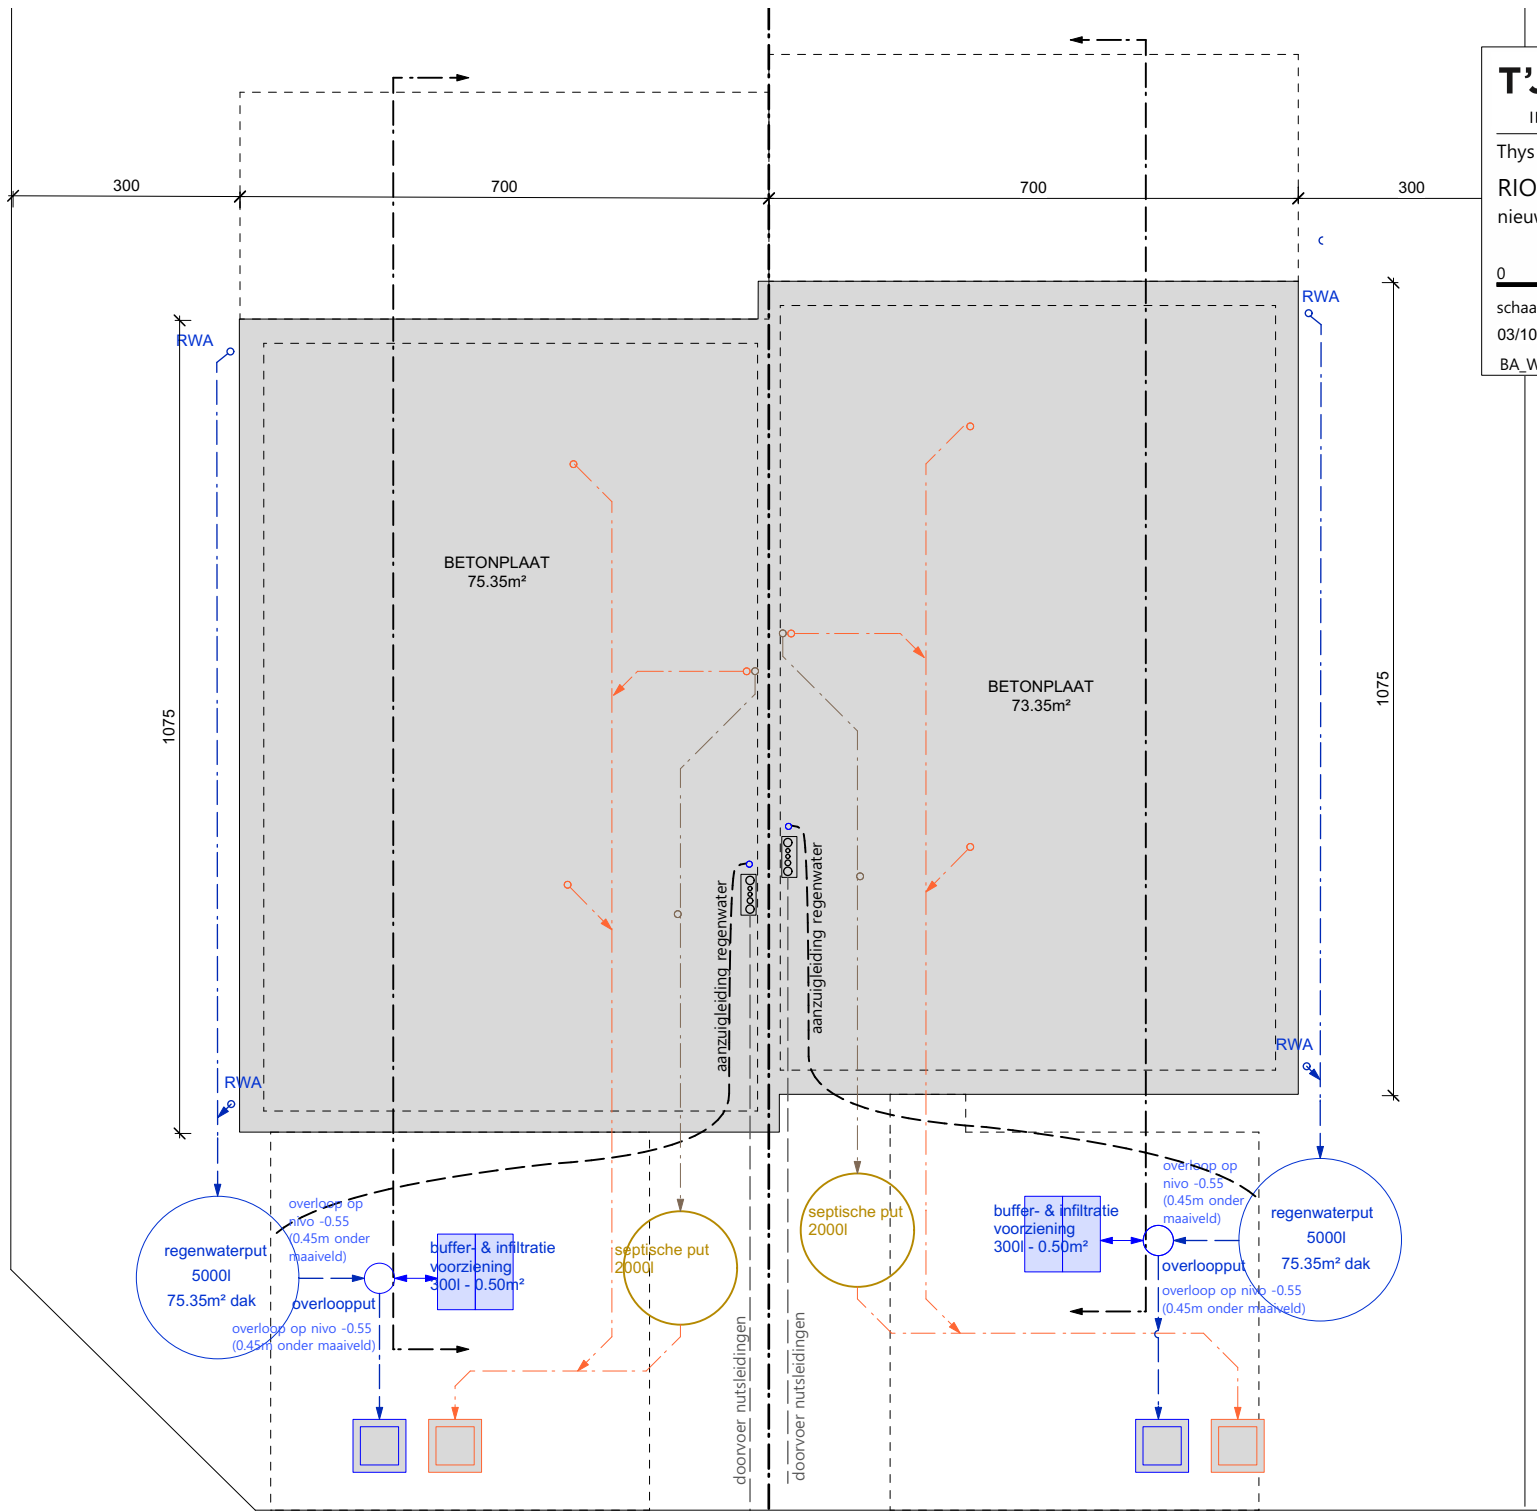 T'J
Thys
RIO
nieuw
0
schaa
03/10
BA_W
300
700
700
300
RWA
RWA
1075
1075
BETONPLAAT
75.35m²
BETONPLAAT
73.35m²
aanzuigleiding regenwater
aanzuigleiding regenwater
RWA
RWA
regenwaterput
5000l
75.35m² dak
overloop op
nivo -0.55
(0.45m onder
maaiveld)
overloopput
overloop op nivo -0.55
(0.45m onder maaiveld)
buffer- & infiltratie
voorziening
300l - 0.50m²
septische put
2000l
doorvoer nutsleidingen
doorvoer nutsleidingen
septische put
2000l
buffer- & infiltratie
voorziening
300l - 0.50m²
overloop op
nivo -0.55
(0.45m onder
maaiveld)
overloopput
overloop op nivo -0.55
(0.45m onder maaiveld)
regenwaterput
5000l
75.35m² dak